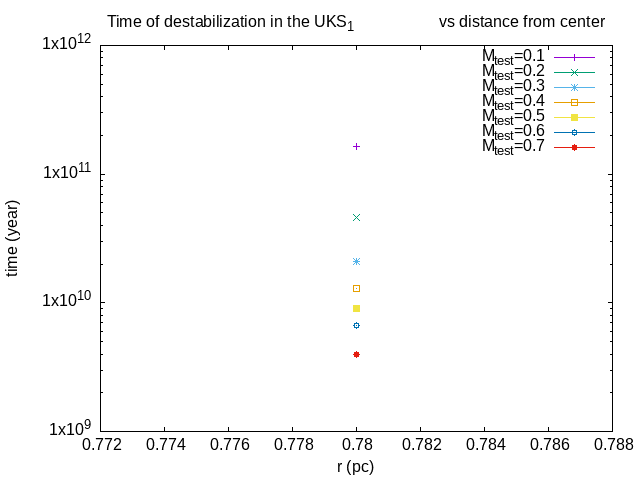 Time of destabilization in the UKS1 vs distance from center
1x10^12
1x10^11
1x10^10
1x10^9
time (year)
Mtest=0.1
Mtest=0.2
Mtest=0.3
Mtest=0.4
Mtest=0.5
Mtest=0.6
Mtest=0.7
0.772 0.774 0.776 0.778 0.78 0.782 0.784 0.786 0.788
r (pc)